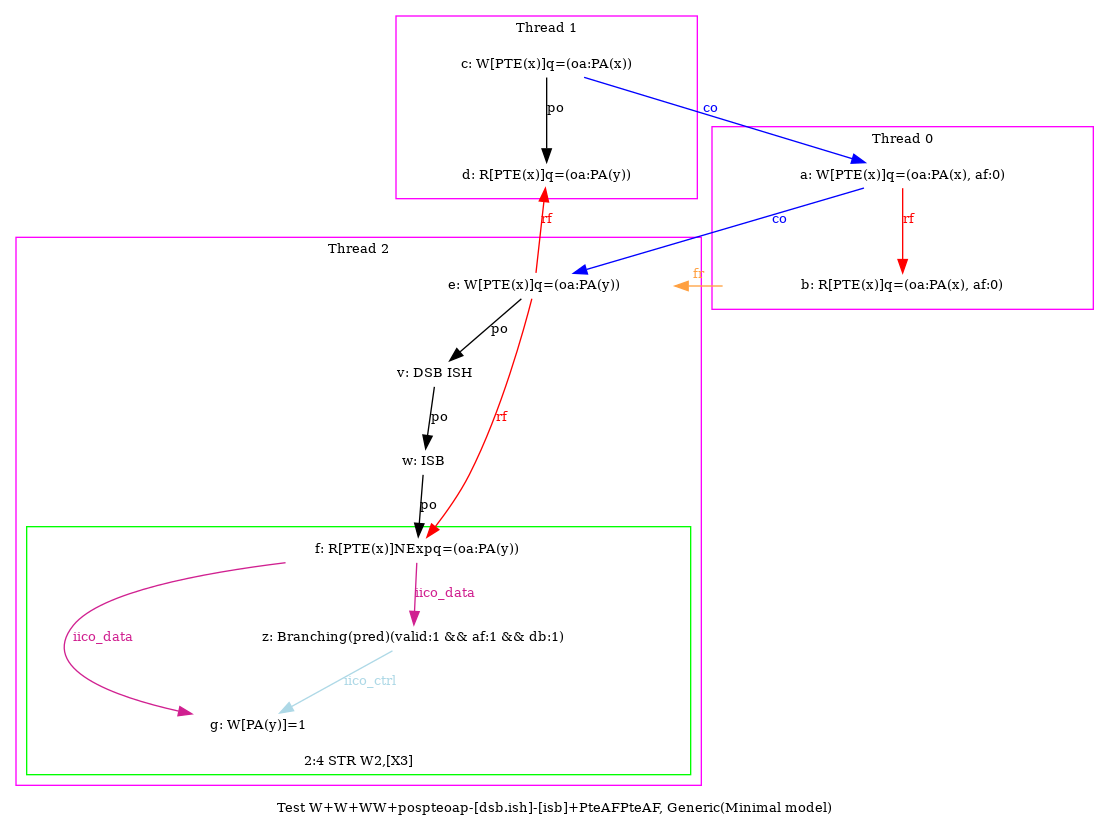 Thread 1
c: W[PTE(x)]q=(oa:PA(x))
po
co
d: R[PTE(x)]q=(oa:PA(y))
Thread 0
a: W[PTE(x)]q=(oa:PA(x), af:0)
rf
co
rf
b: R[PTE(x)]q=(oa:PA(x), af:0)
fr
Thread 2
e: W[PTE(x)]q=(oa:PA(y))
po
v: DSB ISH
po
rf
w: ISB
po
f: R[PTE(x)]NExpq=(oa:PA(y))
iico_data
iico_data
z: Branching(pred)(valid:1 && af:1 && db:1)
iico_ctrl
g: W[PA(y)]=1
2:4 STR W2,[X3]
Test W+W+WW+pospteoap-[dsb.ish]-[isb]+PteAFPteAF, Generic(Minimal model)